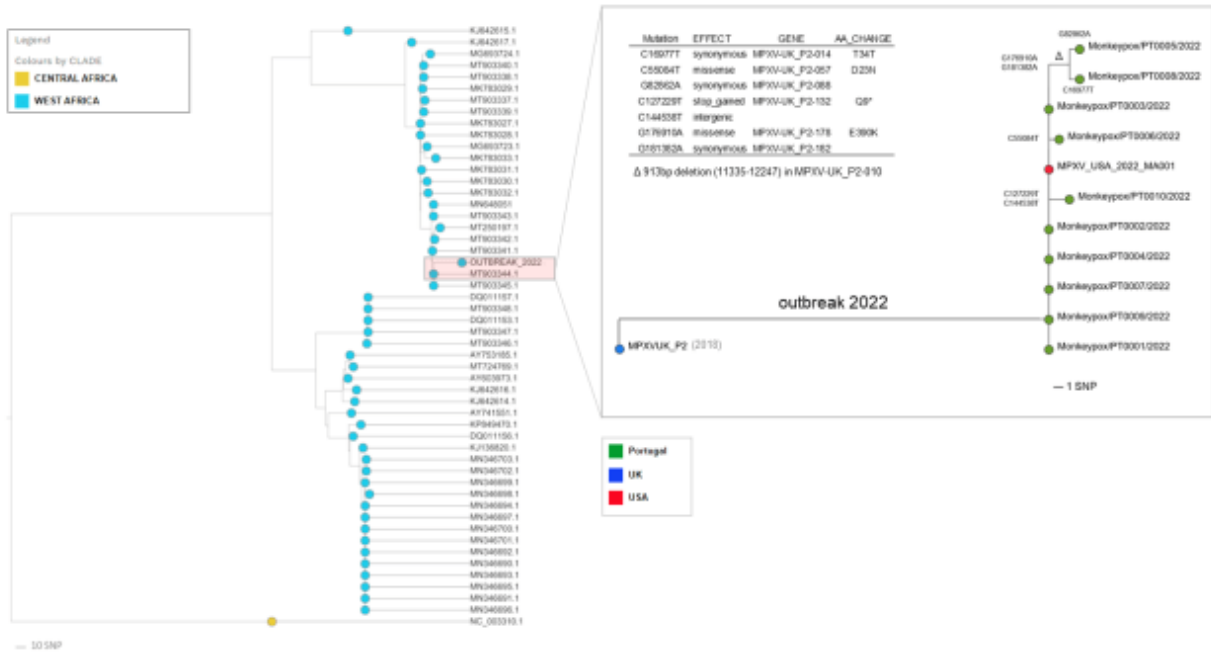 Legend
Colours by CLADE
CENTRAL AFRICA
WEST AFRICA
KJ642615.1
KJ642617.1
MG693724.1
MT903340.1
MT903338.1
MK783029.1
MT903337.1
MT903339.1
MK783027.1
MK783028.1
MG693723.1
MK783033.1
MK783031.1
MK783030.1
MK783032.1
MN648051
MT903343.1
MT250197.1
MT903342.1
MT903341.1
OUTBREAK_2022
MT903344.1
MT903345.1
DQ011157.1
MT903348.1
DQ011153.1
MT903347.1
MT903346.1
AY753185.1
MT724769.1
AY603973.1
KJ642616.1
KJ642614.1
AY741551.1
KP849470.1
DQ011156.1
KJ136820.1
MN346703.1
MN346702.1
MN346699.1
MN346698.1
MN346694.1
MN346697.1
MN346700.1
MN346701.1
MN346692.1
MN346690.1
MN346693.1
MN346695.1
MN346691.1
MN346696.1
NC_003310.1
10 SNP
Mutation EFFECT GENE AA_CHANGE
C16977T synonymous MPXV-UK_P2-014 T34T
C55084T missense MPXV-UK_P2-057 D23N
G82862A synonymous MPXV-UK_P2-088
C127229T stop_gained MPXV-UK_P2-132 Q9*
C144538T intergenic
G176910A missense MPXV-UK_P2-178 E390K
G181382A synonymous MPXV-UK_P2-182
Δ 913bp deletion (11335-12247) in MPXV-UK_P2-010
G82862A
Monkeypox/PT0005/2022
G176910A
G181382A
Δ
Monkeypox/PT0008/2022
C16977T
Monkeypox/PT0003/2022
C55084T
Monkeypox/PT0006/2022
MPXV_USA_2022_MA001
C127229T
C144538T
Monkeypox/PT0010/2022
Monkeypox/PT0002/2022
Monkeypox/PT0004/2022
Monkeypox/PT0007/2022
outbreak 2022
Monkeypox/PT0009/2022
MPXVUK_P2 (2018)
Monkeypox/PT0001/2022
1 SNP
Portugal
UK
USA